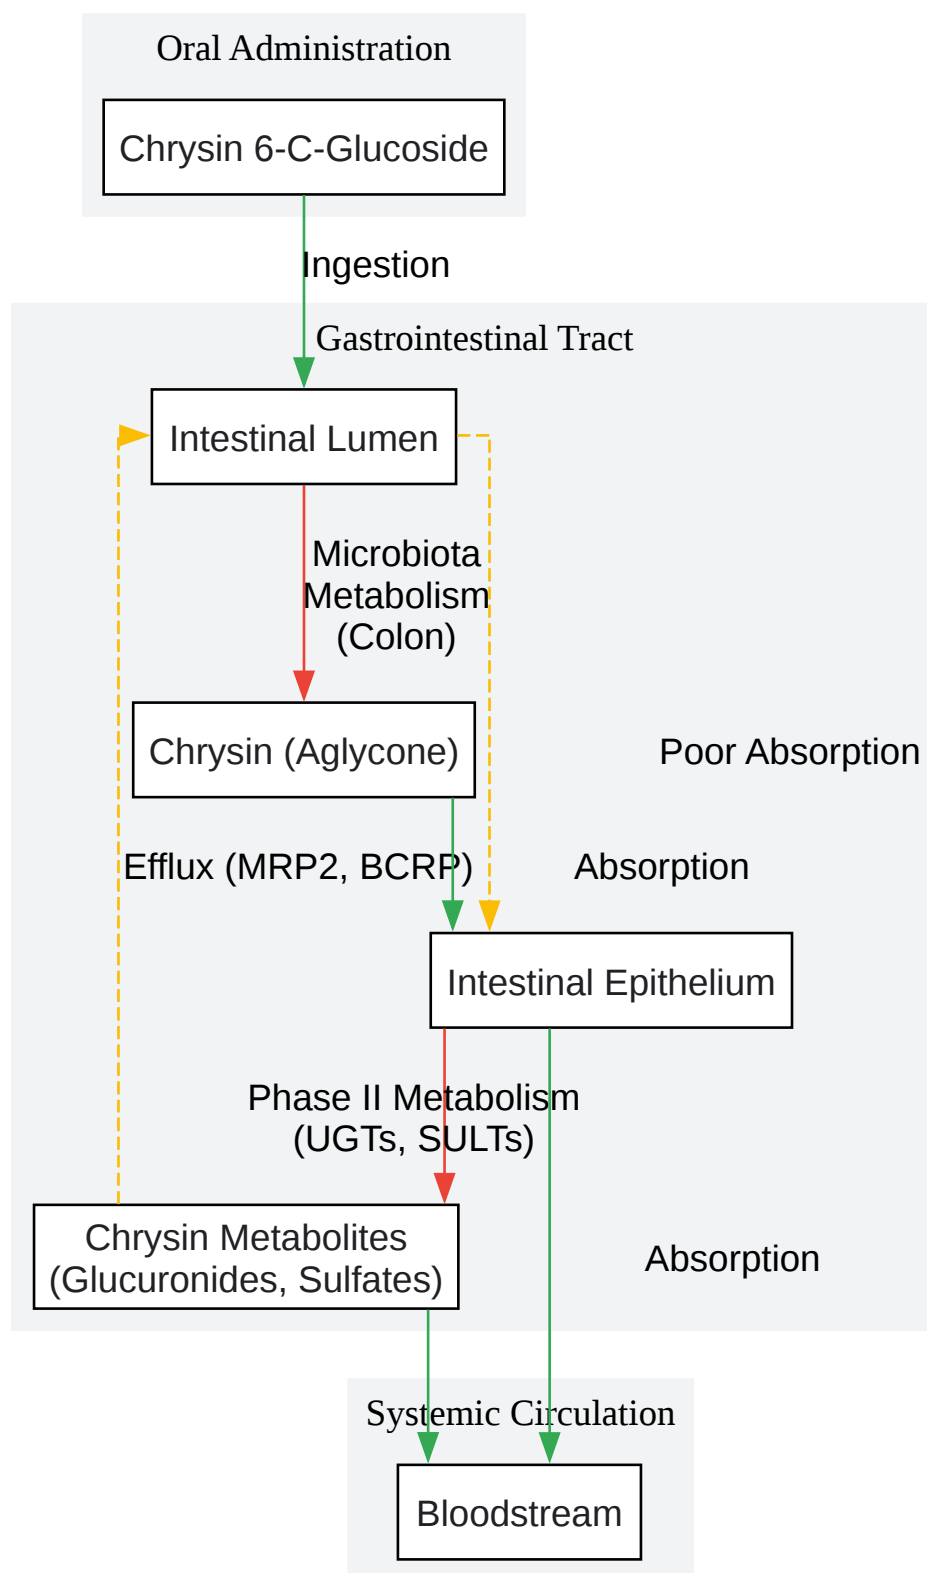 Oral Administration
Chrysin 6-C-Glucoside
Ingestion
Gastrointestinal Tract
Intestinal Lumen
Microbiota
Metabolism
(Colon)
Chrysin (Aglycone)
Poor Absorption
Efflux (MRP2, BCRP)
Absorption
Intestinal Epithelium
Phase II Metabolism
(UGTs, SULTs)
Chrysin Metabolites
(Glucuronides, Sulfates)
Absorption
Systemic Circulation
Bloodstream